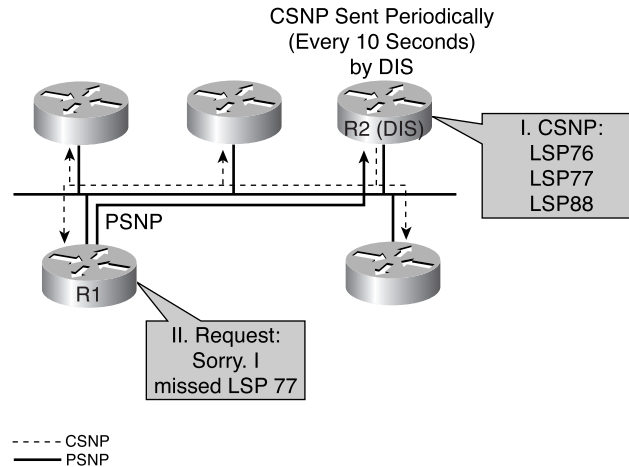 CSNP Sent Periodically
(Every 10 Seconds)
by DIS
R2 (DIS)
I. CSNP:
LSP76
LSP77
LSP88
PSNP
R1
II. Request:
Sorry. I
missed LSP 77
CSNP
PSNP